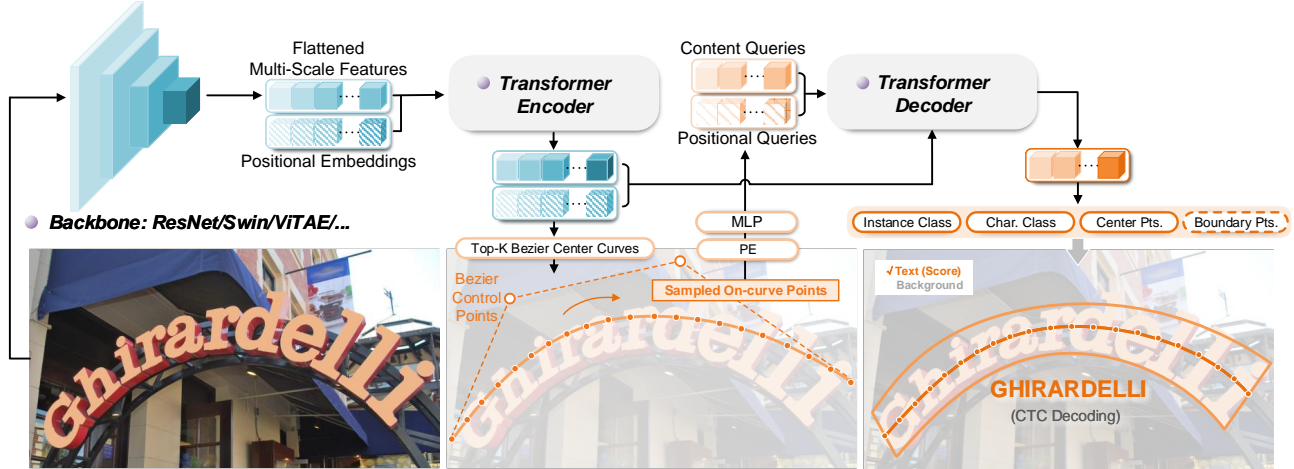 Flattened
Multi-Scale Features
Positional Embeddings
Transformer
Encoder
Content Queries
Positional Queries
Transformer
Decoder
Backbone: ResNet/Swin/ViTAE/...
Top-K Bezier Center Curves
MLP
PE
Instance Class
Char. Class
Center Pts.
Boundary Pts.
Ghirardelli
Bezier
Control
Points
Sampled On-curve Points
Ghirardelli
√Text (Score)
Background
Ghirardelli
GHIRARDELLI
(CTC Decoding)